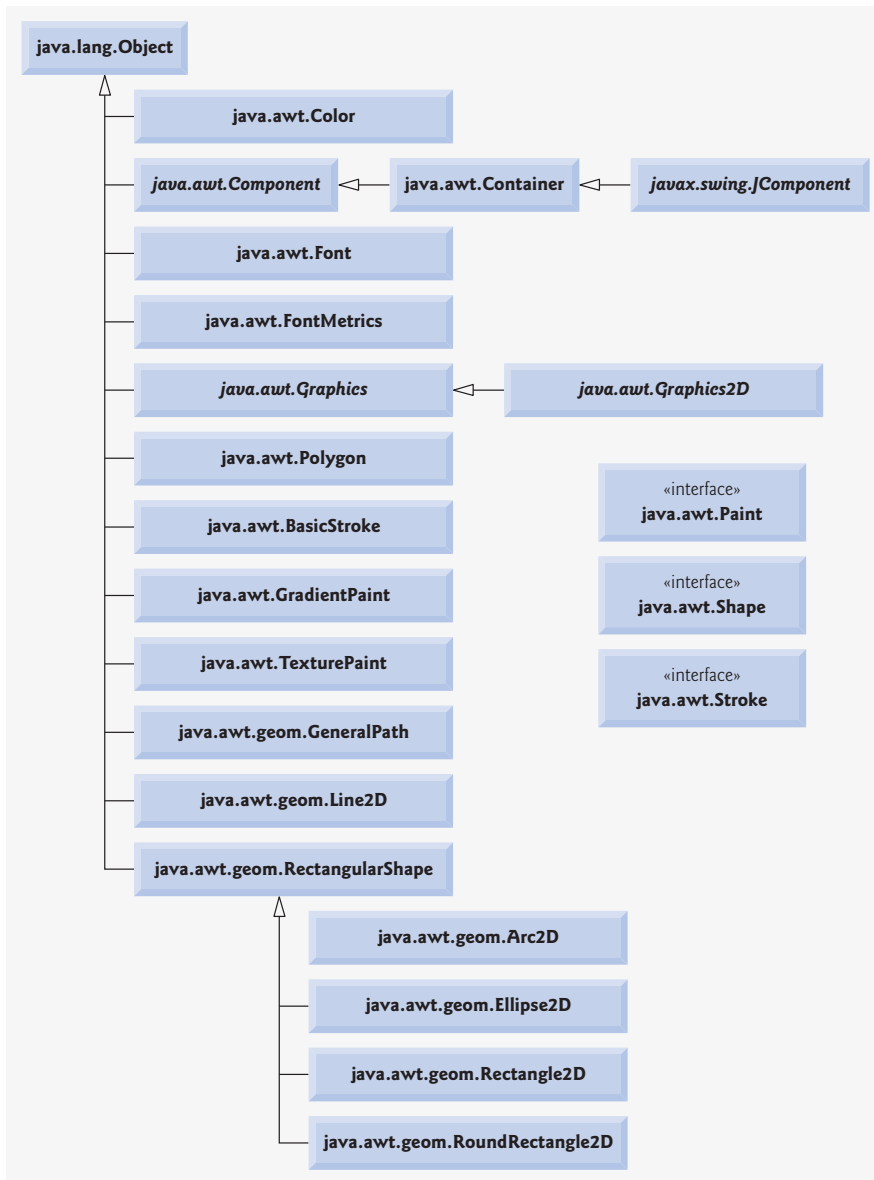 java.lang.Object
java.awt.Color
java.awt.Component
java.awt.Container
javax.swing.JComponent
java.awt.Font
java.awt.FontMetrics
java.awt.Graphics
java.awt.Graphics2D
java.awt.Polygon
«interface»
java.awt.Paint
java.awt.BasicStroke
«interface»
java.awt.Shape
java.awt.GradientPaint
java.awt.TexturePaint
«interface»
java.awt.Stroke
java.awt.geom.GeneralPath
java.awt.geom.Line2D
java.awt.geom.RectangularShape
java.awt.geom.Arc2D
java.awt.geom.Ellipse2D
java.awt.geom.Rectangle2D
java.awt.geom.RoundRectangle2D